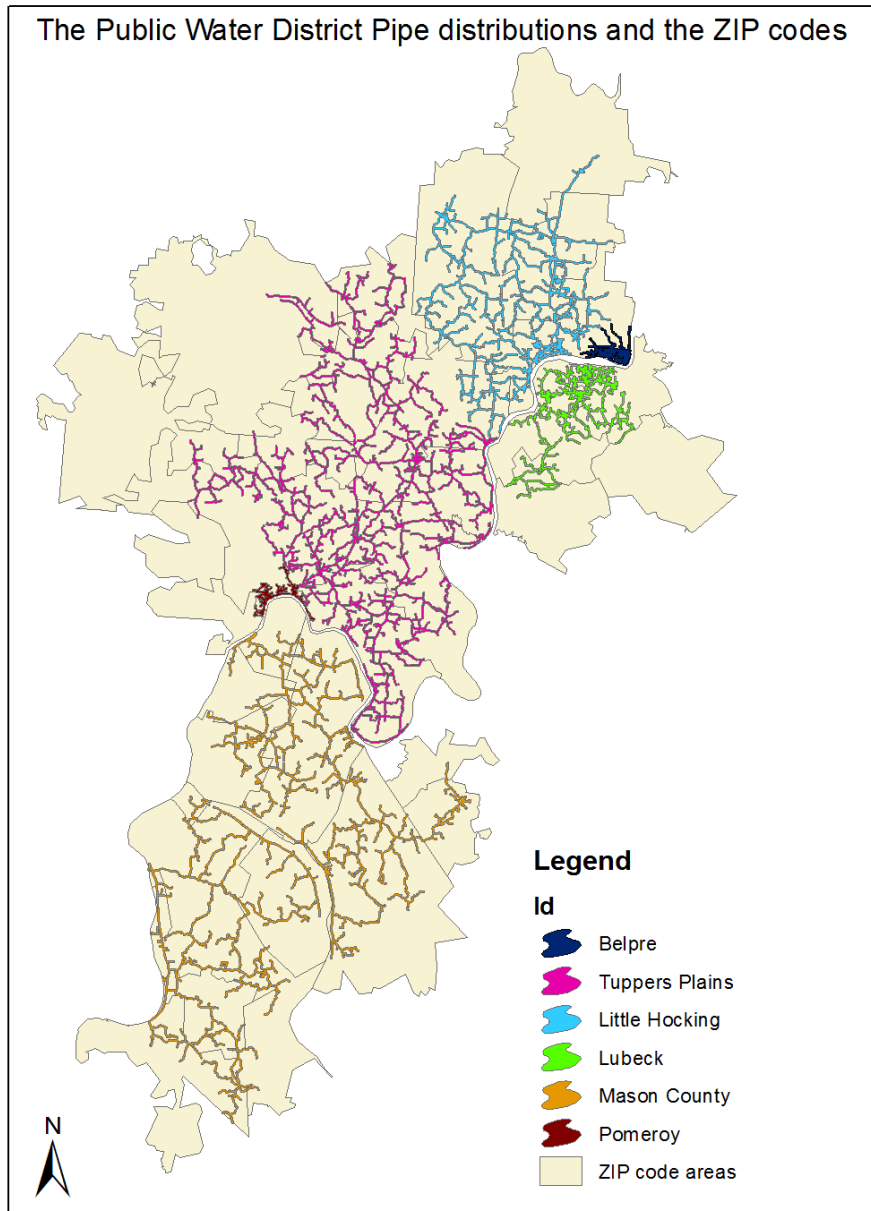 The Public Water District Pipe distributions and the ZIP codes
Legend
Id
Belpre
Tuppers Plains
Little Hocking
Lubeck
Mason County
Pomeroy
ZIP code areas
N